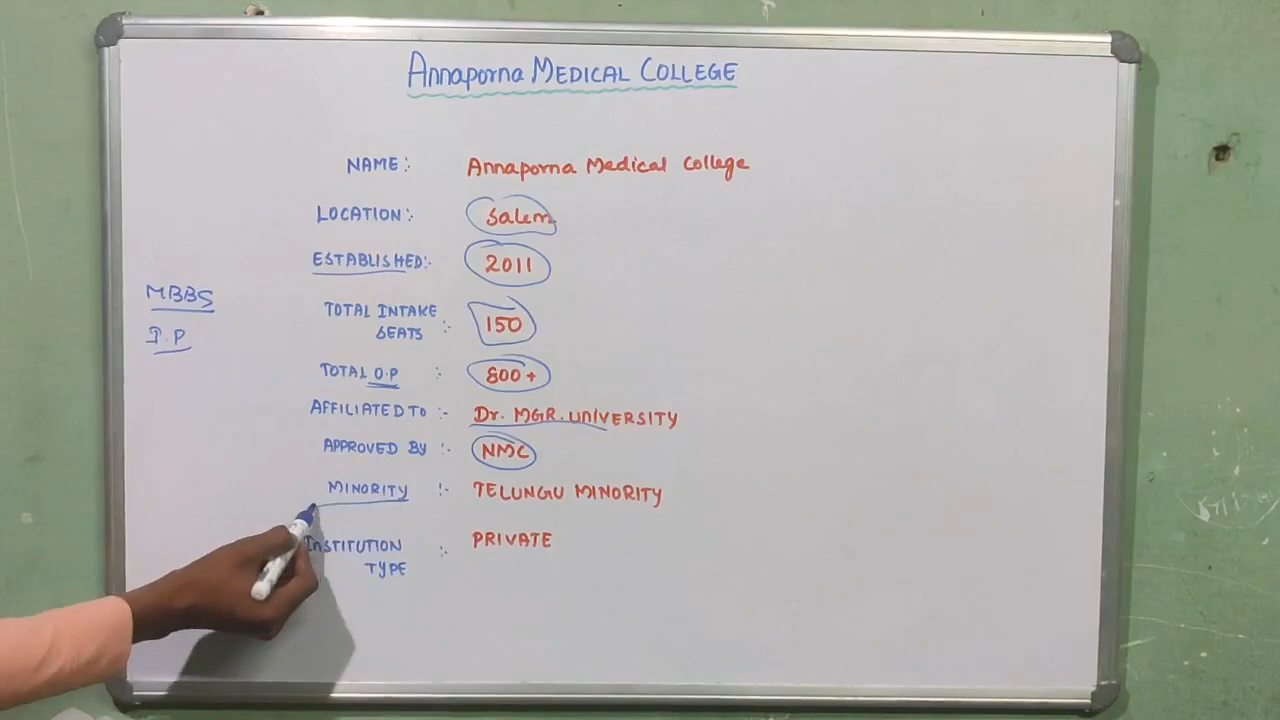 Annaporna MEDICAL COLLEGE
NAME :- Annaporna Medical College
LOCATION :- Salem
ESTABLISHED :- 2011
MBBS
I.P
TOTAL INTAKE
SEATS :- 150
TOTAL O.P : 800+
AFFILIATED TO :- Dr. MGR. UNIVERSITY
APPROVED BY :- NMC
MINORITY :- TELUNGU MINORITY
INSTITUTION
TYPE :- PRIVATE